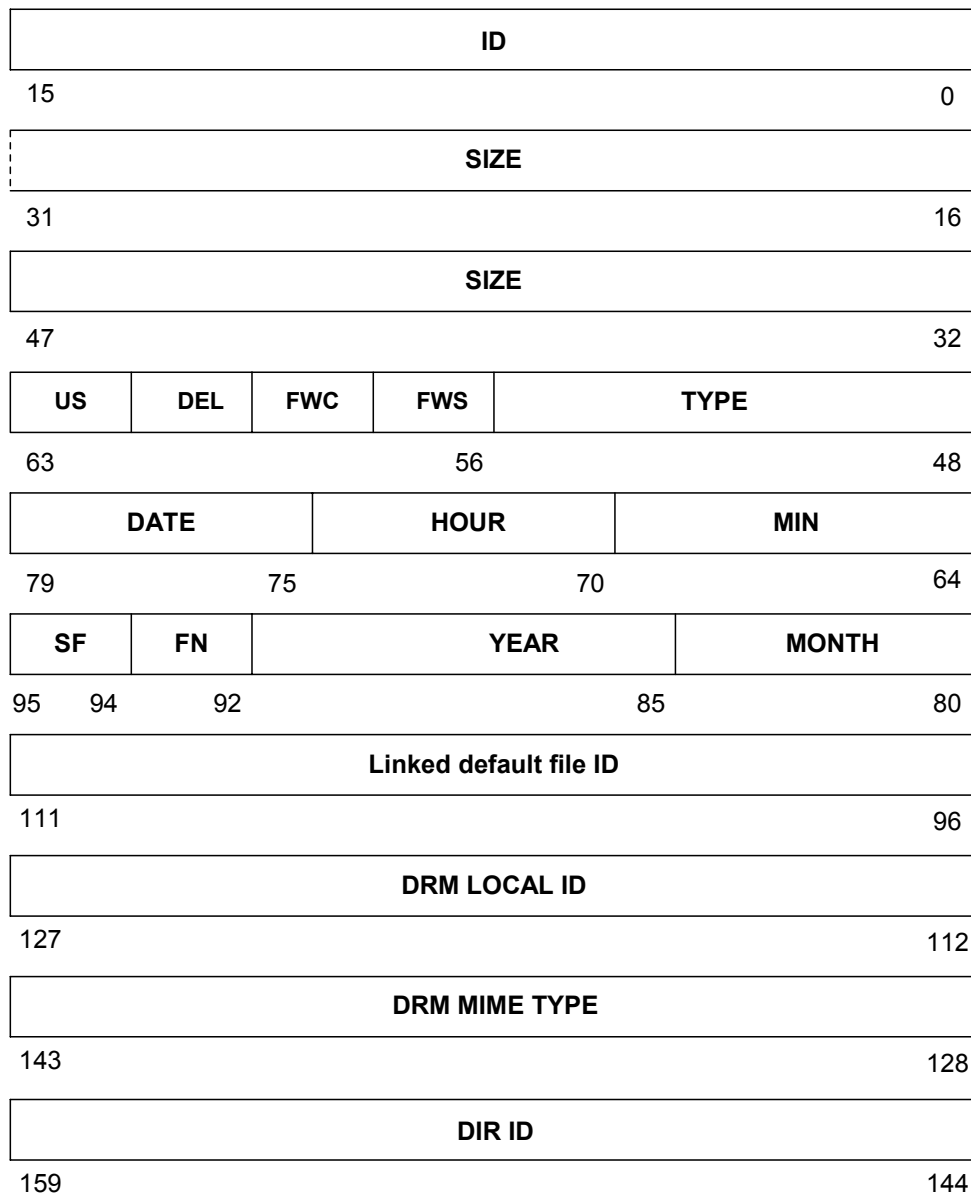 ID
15 0
SIZE
31 16
SIZE
47 32
US DEL FWC FWS TYPE
63 56 48
DATE HOUR MIN
79 75 70 64
SF FN YEAR MONTH
95 94 92 85 80
Linked default file ID
111 96
DRM LOCAL ID
127 112
DRM MIME TYPE
143 128
DIR ID
159 144